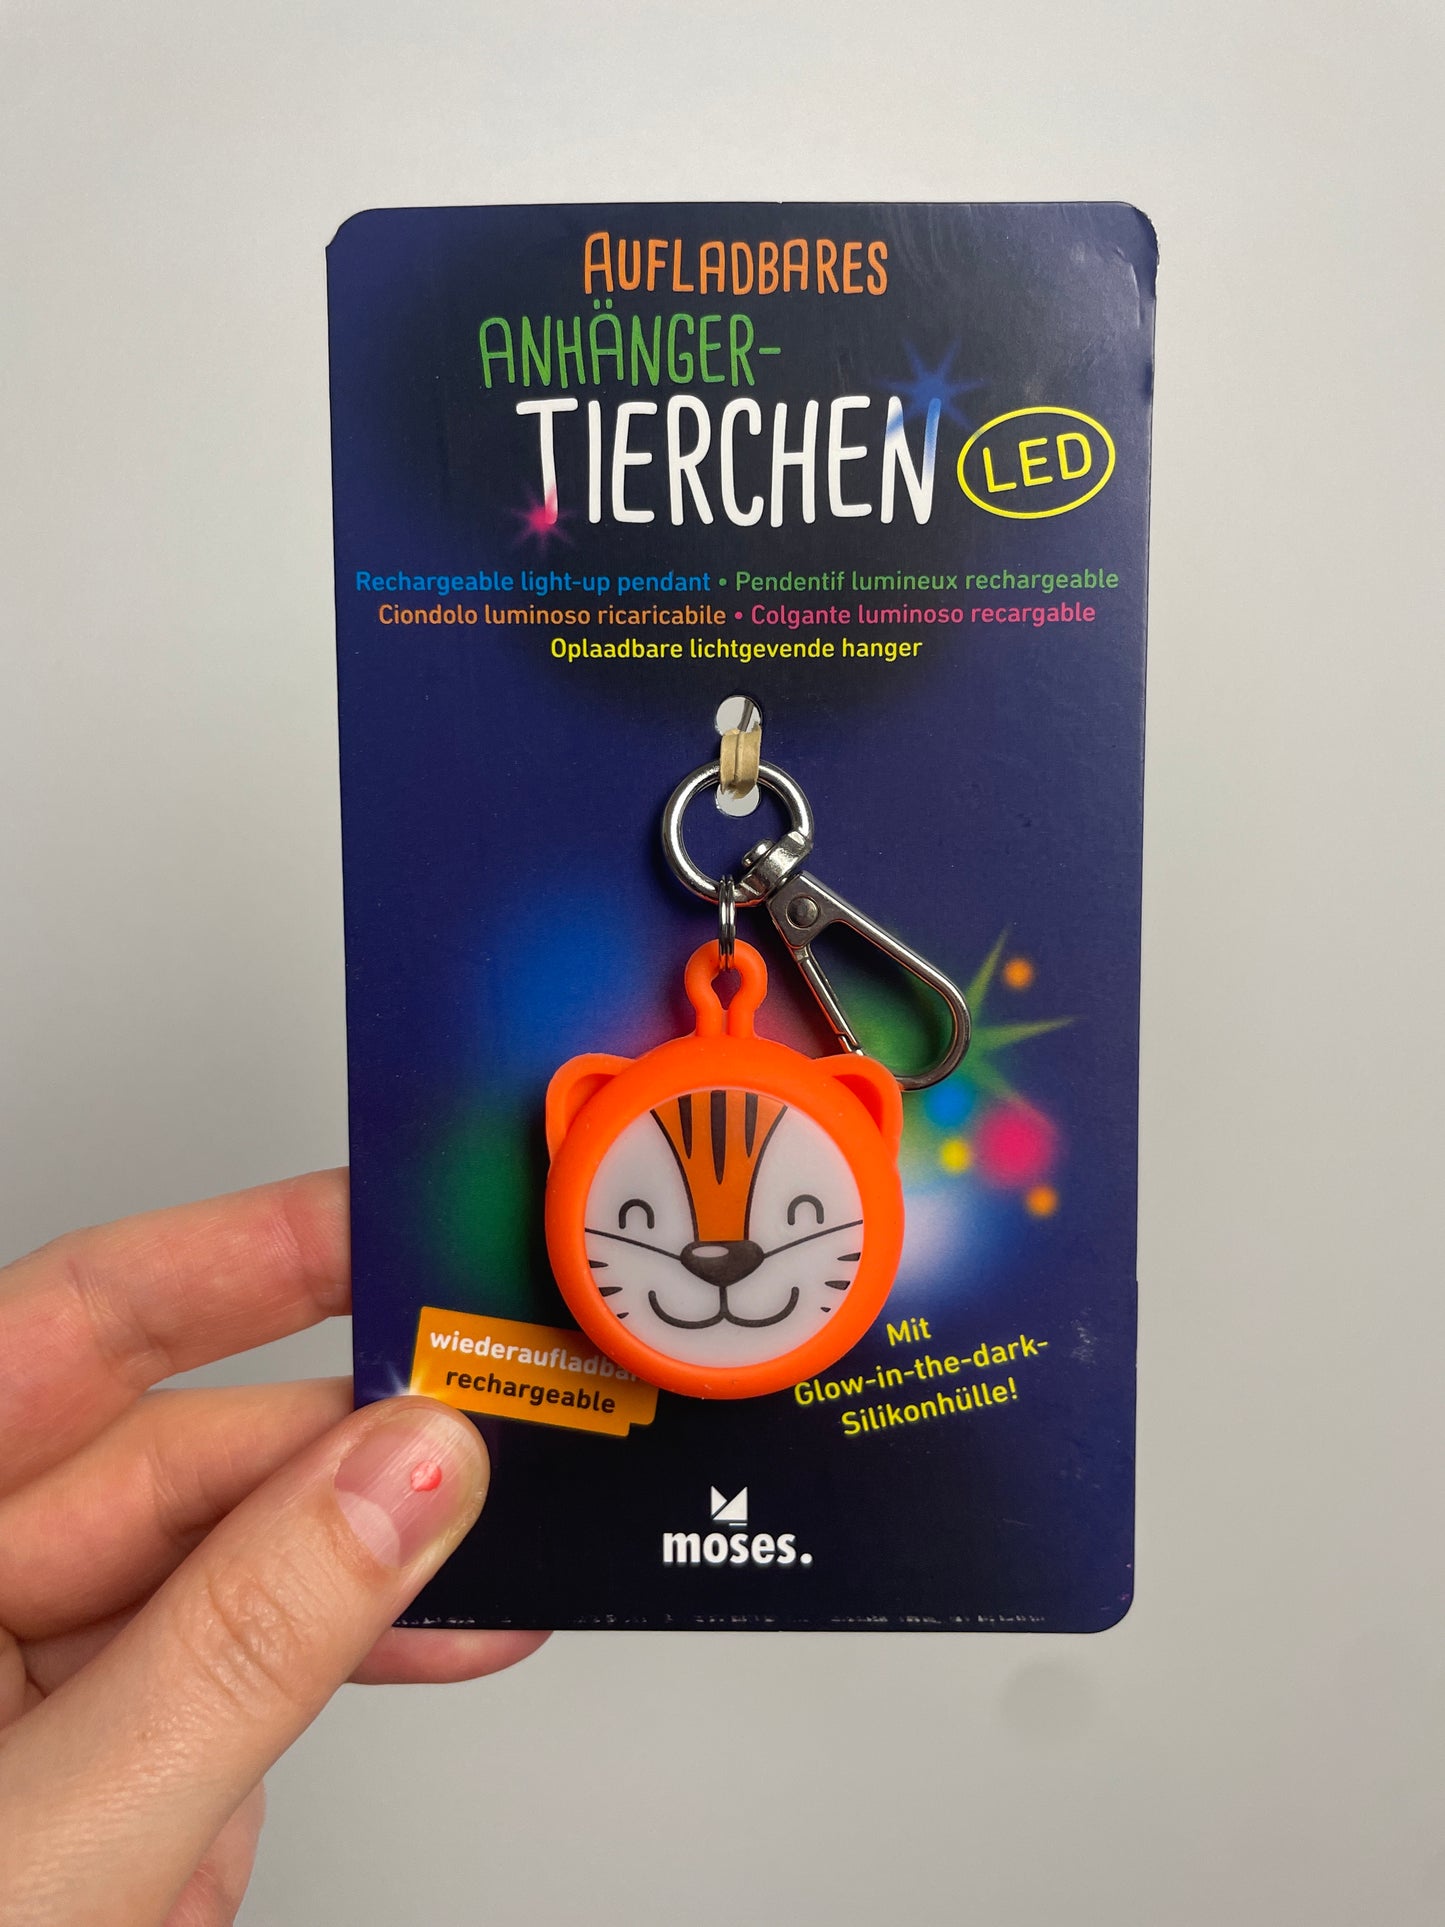 AUFLADBARES
ANHÄNGER-
TIERCHEN
LED
Rechargeable light-up pendant • Pendentif lumineux rechargeable
Ciondolo luminoso ricaricabile • Colgante luminoso recargable
Oplaadbare lichtgevende hanger
wiederaufladbar
rechargeable
Mit
Glow-in-the-dark-
Silikonhülle!
moses.